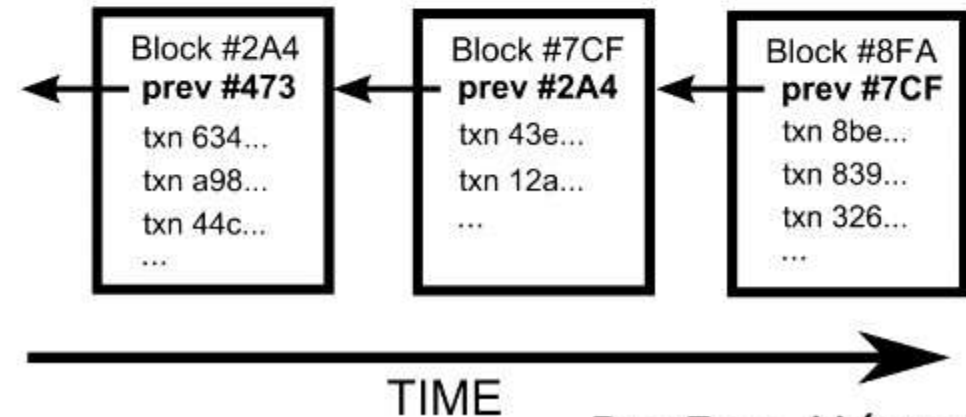 Block #2A4
prev #473
txn 634...
txn a98...
txn 44c...
...
Block #7CF
prev #2A4
txn 43e...
txn 12a...
...
Block #8FA
prev #7CF
txn 8be...
txn 839...
txn 326...
...
TIME